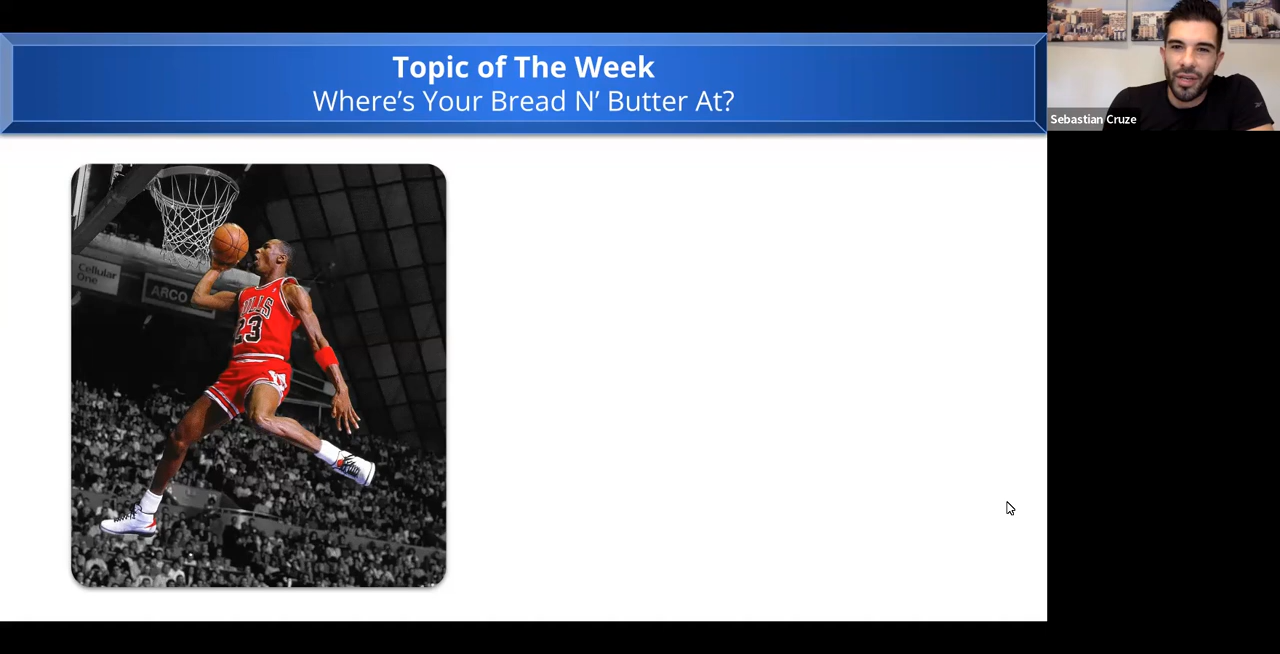 Topic of The Week
Where's Your Bread N' Butter At?
Sebastian Cruze
Cellular
One
ARCO
BULLS
23